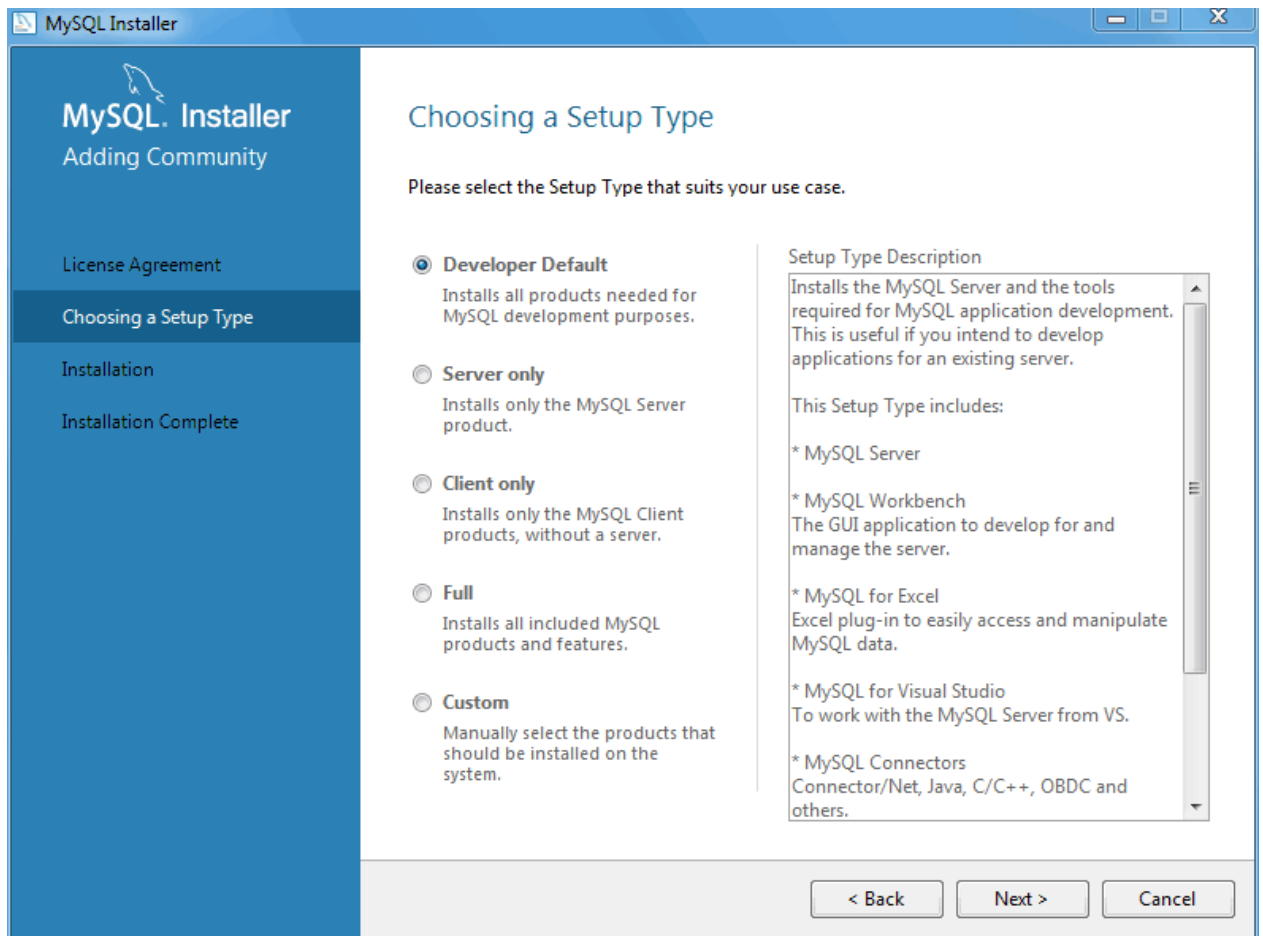 MySQL Installer
MySQL. Installer
Adding Community
License Agreement
Choosing a Setup Type
Installation
Installation Complete
Choosing a Setup Type
Please select the Setup Type that suits your use case.
Developer Default
Installs all products needed for
MySQL development purposes.
Server only
Installs only the MySQL Server
product.
Client only
Installs only the MySQL Client
products, without a server.
Full
Installs all included MySQL
products and features.
Custom
Manually select the products that
should be installed on the
system.
Setup Type Description
Installs the MySQL Server and the tools
required for MySQL application development.
This is useful if you intend to develop
applications for an existing server.
This Setup Type includes:
* MySQL Server
* MySQL Workbench
The GUI application to develop for and
manage the server.
* MySQL for Excel
Excel plug-in to easily access and manipulate
MySQL data.
* MySQL for Visual Studio
To work with the MySQL Server from VS.
* MySQL Connectors
Connector/Net, Java, C/C++, OBDC and
others.
< Back
Next >
Cancel